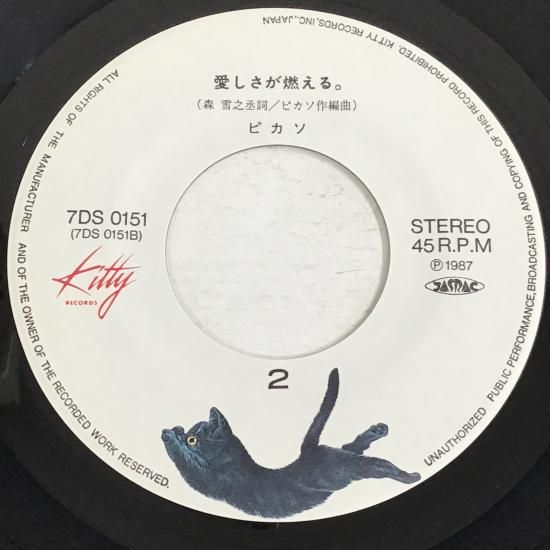 愛しさが燃える。
(森 雪之丞詞／ピカソ作編曲)
ピカソ
7DS 0151
(7DS 0151B)
Kitty
RECORDS
STEREO
45 R.P.M
Ⓟ1987
JASRAC
2
ALL RIGHTS OF THE MANUFACTURER AND OF THE OWNER OF THE RECORDED WORK RESERVED.
UNAUTHORIZED PUBLIC PERFORMANCE, BROADCASTING AND COPYING OF THIS RECORD PROHIBITED. KITTY RECORDS, INC., JAPAN